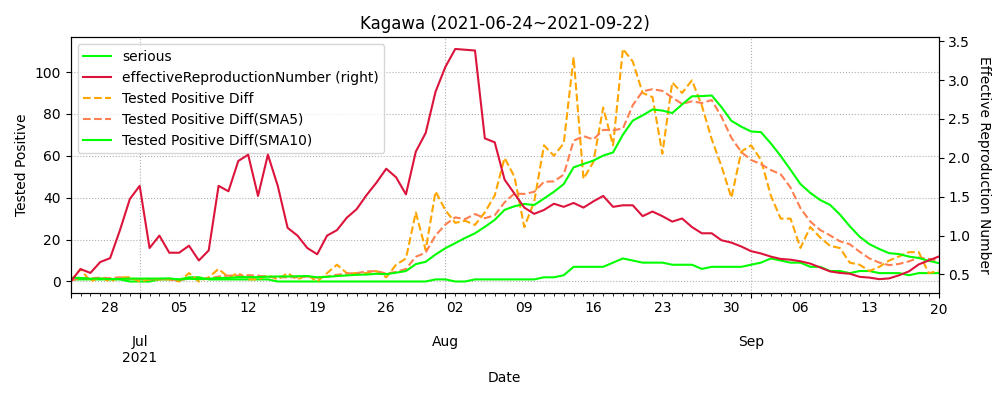 Kagawa (2021-06-24~2021-09-22)
serious
effectiveReproductionNumber (right)
Tested Positive Diff
Tested Positive Diff(SMA5)
Tested Positive Diff(SMA10)
Tested Positive
100
80
60
40
20
0
3.5
3.0
2.5
2.0
1.5
1.0
0.5
Effective Reproduction Number
28 05 12 19 26 02 09 16 23 30 06 13 20
Jul Aug Sep
2021
Date